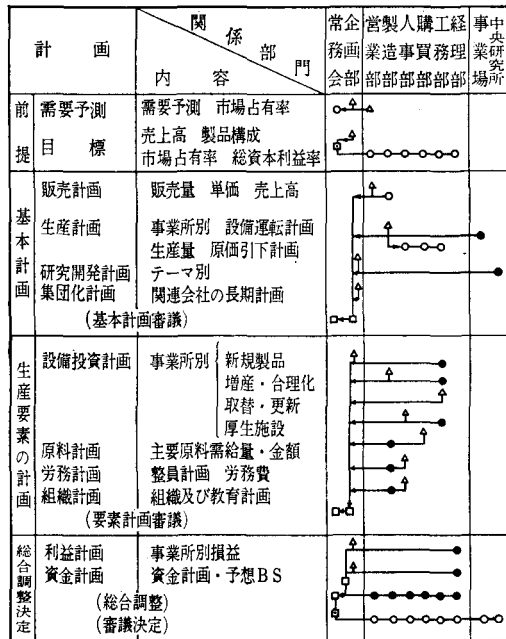 計画
関係部門
内容
常務会
企画部
営業部
製造部
人事部
購買部
工務部
経理部
事業場
中央研究所
前提
需要予測 需要予測 市場占有率
目標 売上高 製品構成
市場占有率 総資本利益率
基本計画
販売計画 販売量 単価 売上高
生産計画 事業所別 設備運転計画
生産量 原価引下計画
研究開発計画 テーマ別
集団化計画 関連会社の長期計画
(基本計画審議)
生産要素の計画
設備投資計画 事業所別 新規製品
増産・合理化
取替・更新
厚生施設
原料計画 主要原料需給量・金額
労務計画 整員計画 労務費
組織計画 組織及び教育計画
(要素計画審議)
総合調整決定
利益計画 事業所別損益
資金計画 資金計画・予想BS
(総合調整)
(審議決定)